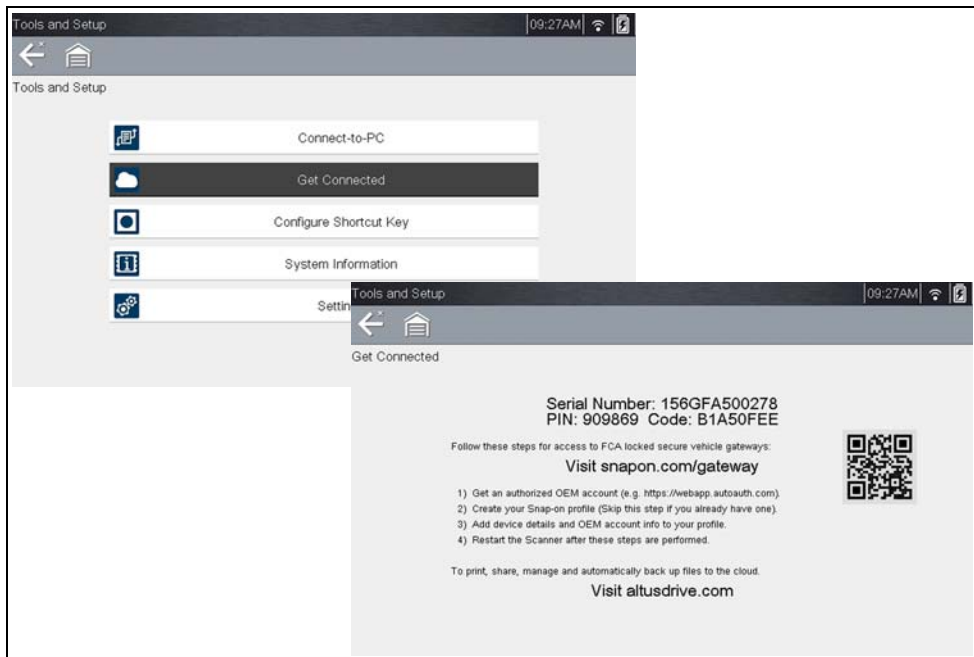 Tools and Setup
09:27AM
Tools and Setup
Connect-to-PC
Get Connected
Configure Shortcut Key
System Information
Settin
Tools and Setup
09:27AM
Get Connected
Serial Number: 156GFA500278
PIN: 909869 Code: B1A50FEE
Follow these steps for access to FCA locked secure vehicle gateways:
Visit snapon.com/gateway
1) Get an authorized OEM account (e.g. https://webapp.autoauth.com).
2) Create your Snap-on profile (Skip this step if you already have one).
3) Add device details and OEM account info to your profile.
4) Restart the Scanner after these steps are performed.
To print, share, manage and automatically back up files to the cloud.
Visit altusdrive.com